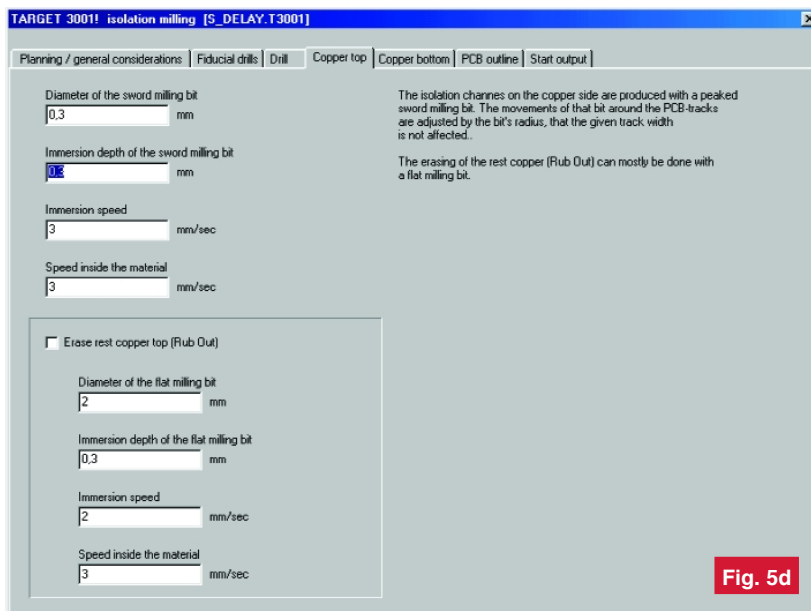 TARGET 3001! isolation milling [S_DELAY.T3001]
Planning / general considerations Fiducial drills Drill Copper top Copper bottom PCB outline Start output
Diameter of the sword milling bit
0,3 mm
Immersion depth of the sword milling bit
0,3 mm
Immersion speed
3 mm/sec
Speed inside the material
3 mm/sec
The isolation channes on the copper side are produced with a peaked
sword milling bit. The movements of that bit around the PCB-tracks
are adjusted by the bit's radius, that the given track width
is not affected..
The erasing of the rest copper (Rub Out) can mostly be done with
a flat milling bit.
Erase rest copper top (Rub Out)
Diameter of the flat milling bit
2 mm
Immersion depth of the flat milling bit
0,3 mm
Immersion speed
2 mm/sec
Speed inside the material
3 mm/sec
Fig. 5d